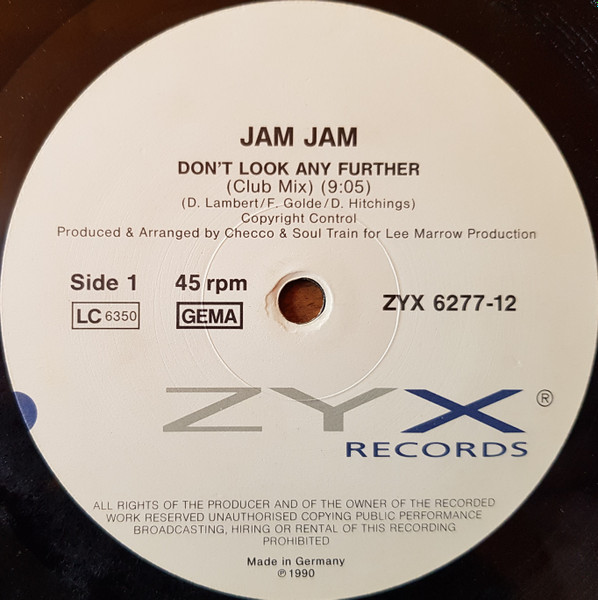 JAM JAM
DON'T LOOK ANY FURTHER
(Club Mix) (9:05)
(D. Lambert/F. Golde/D. Hitchings)
Copyright Control
Produced & Arranged by Checco & Soul Train for Lee Marrow Production
Side 1 45 rpm
LC 6350 GEMA ZYX 6277-12
ZYX ®
RECORDS
ALL RIGHTS OF THE PRODUCER AND OF THE OWNER OF THE RECORDED
WORK RESERVED UNAUTHORISED COPYING PUBLIC PERFORMANCE
BROADCASTING, HIRING OR RENTAL OF THIS RECORDING
PROHIBITED
Made in Germany
℗ 1990